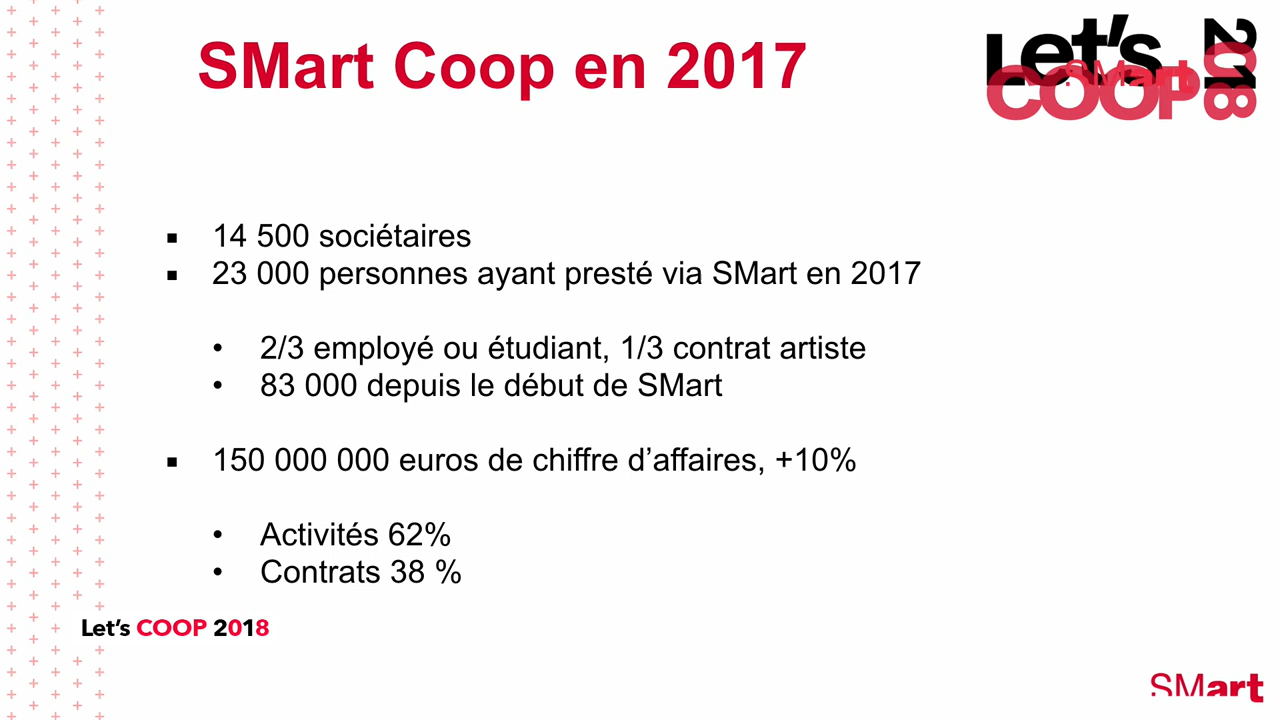 SMart Coop en 2017
Let's
COOP
SMart
2018
▪ 14 500 sociétaires
▪ 23 000 personnes ayant presté via SMart en 2017
• 2/3 employé ou étudiant, 1/3 contrat artiste
• 83 000 depuis le début de SMart
▪ 150 000 000 euros de chiffre d’affaires, +10%
• Activités 62%
• Contrats 38 %
Let’s COOP 2018
SMart